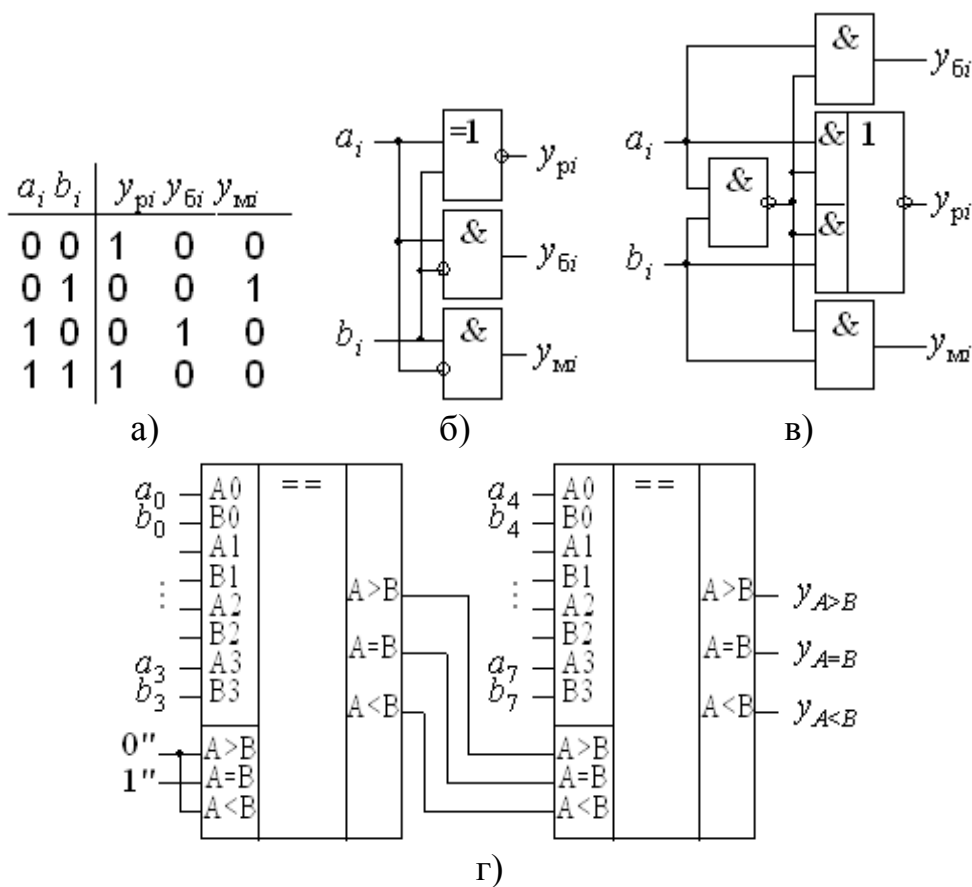 a_i b_i y_рi y_бi y_мi
0 0 1 0 0
0 1 0 0 1
1 0 0 1 0
1 1 1 0 0
а)
a_i
b_i
=1
&
&
y_рi
y_бi
y_мi
б)
a_i
b_i
&
&
&
&
1
&
y_бi
y_рi
y_мi
в)
a_0
b_0
⋮
a_3
b_3
0"
1"
A0
B0
A1
B1
A2
B2
A3
B3
A>B
A=B
A<B
==
A>B
A=B
A<B
a_4
b_4
⋮
a_7
b_7
A0
B0
A1
B1
A2
B2
A3
B3
A>B
A=B
A<B
==
A>B
A=B
A<B
y_A>B
y_A=B
y_A<B
г)